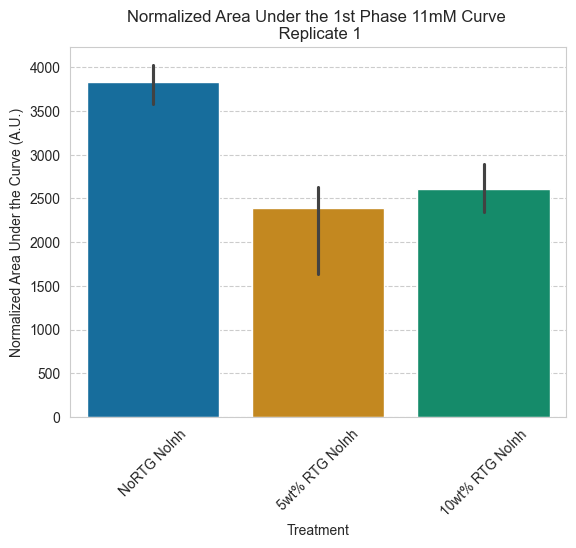 Normalized Area Under the 1st Phase 11mM Curve
Replicate 1
Normalized Area Under the Curve (A.U.)
4000
3500
3000
2500
2000
1500
1000
500
0
NoRTG NoInh
5wt% RTG NoInh
10wt% RTG NoInh
Treatment